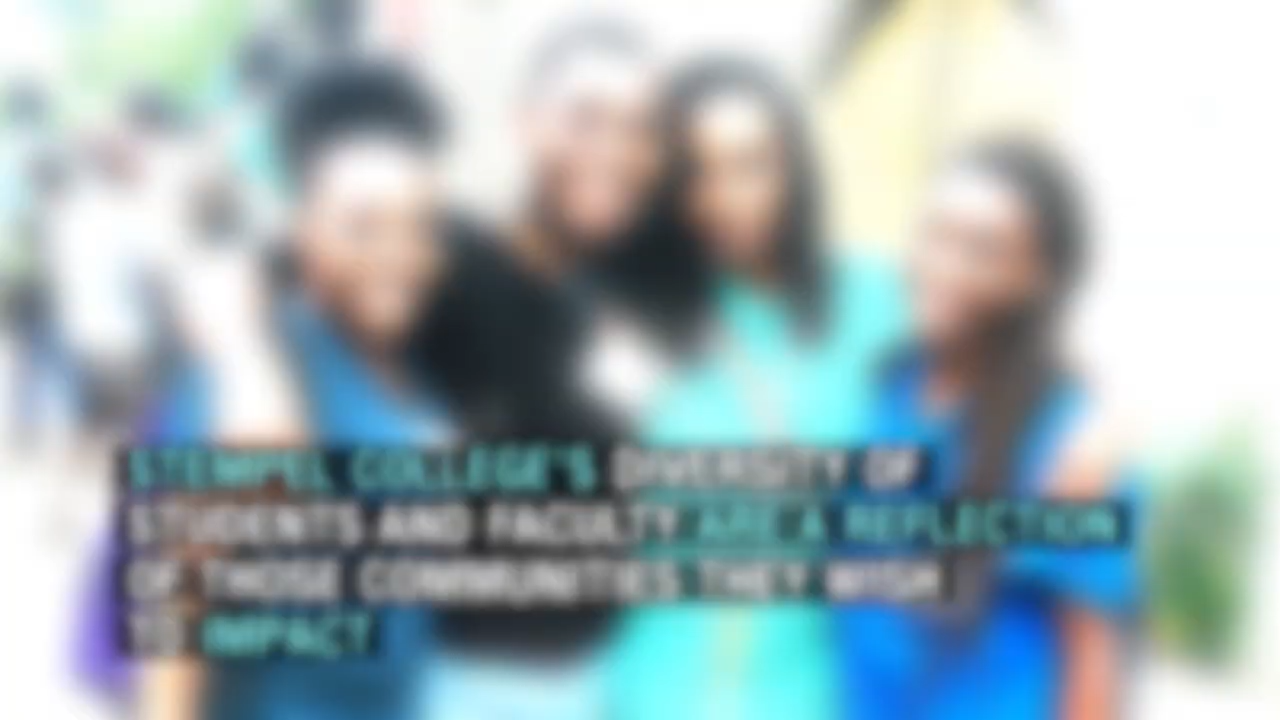 STEMPEL COLLEGE'S DIVERSITY OF
STUDENTS AND FACULTY ARE A REFLECTION
OF THOSE COMMUNITIES THEY WISH
TO IMPACT